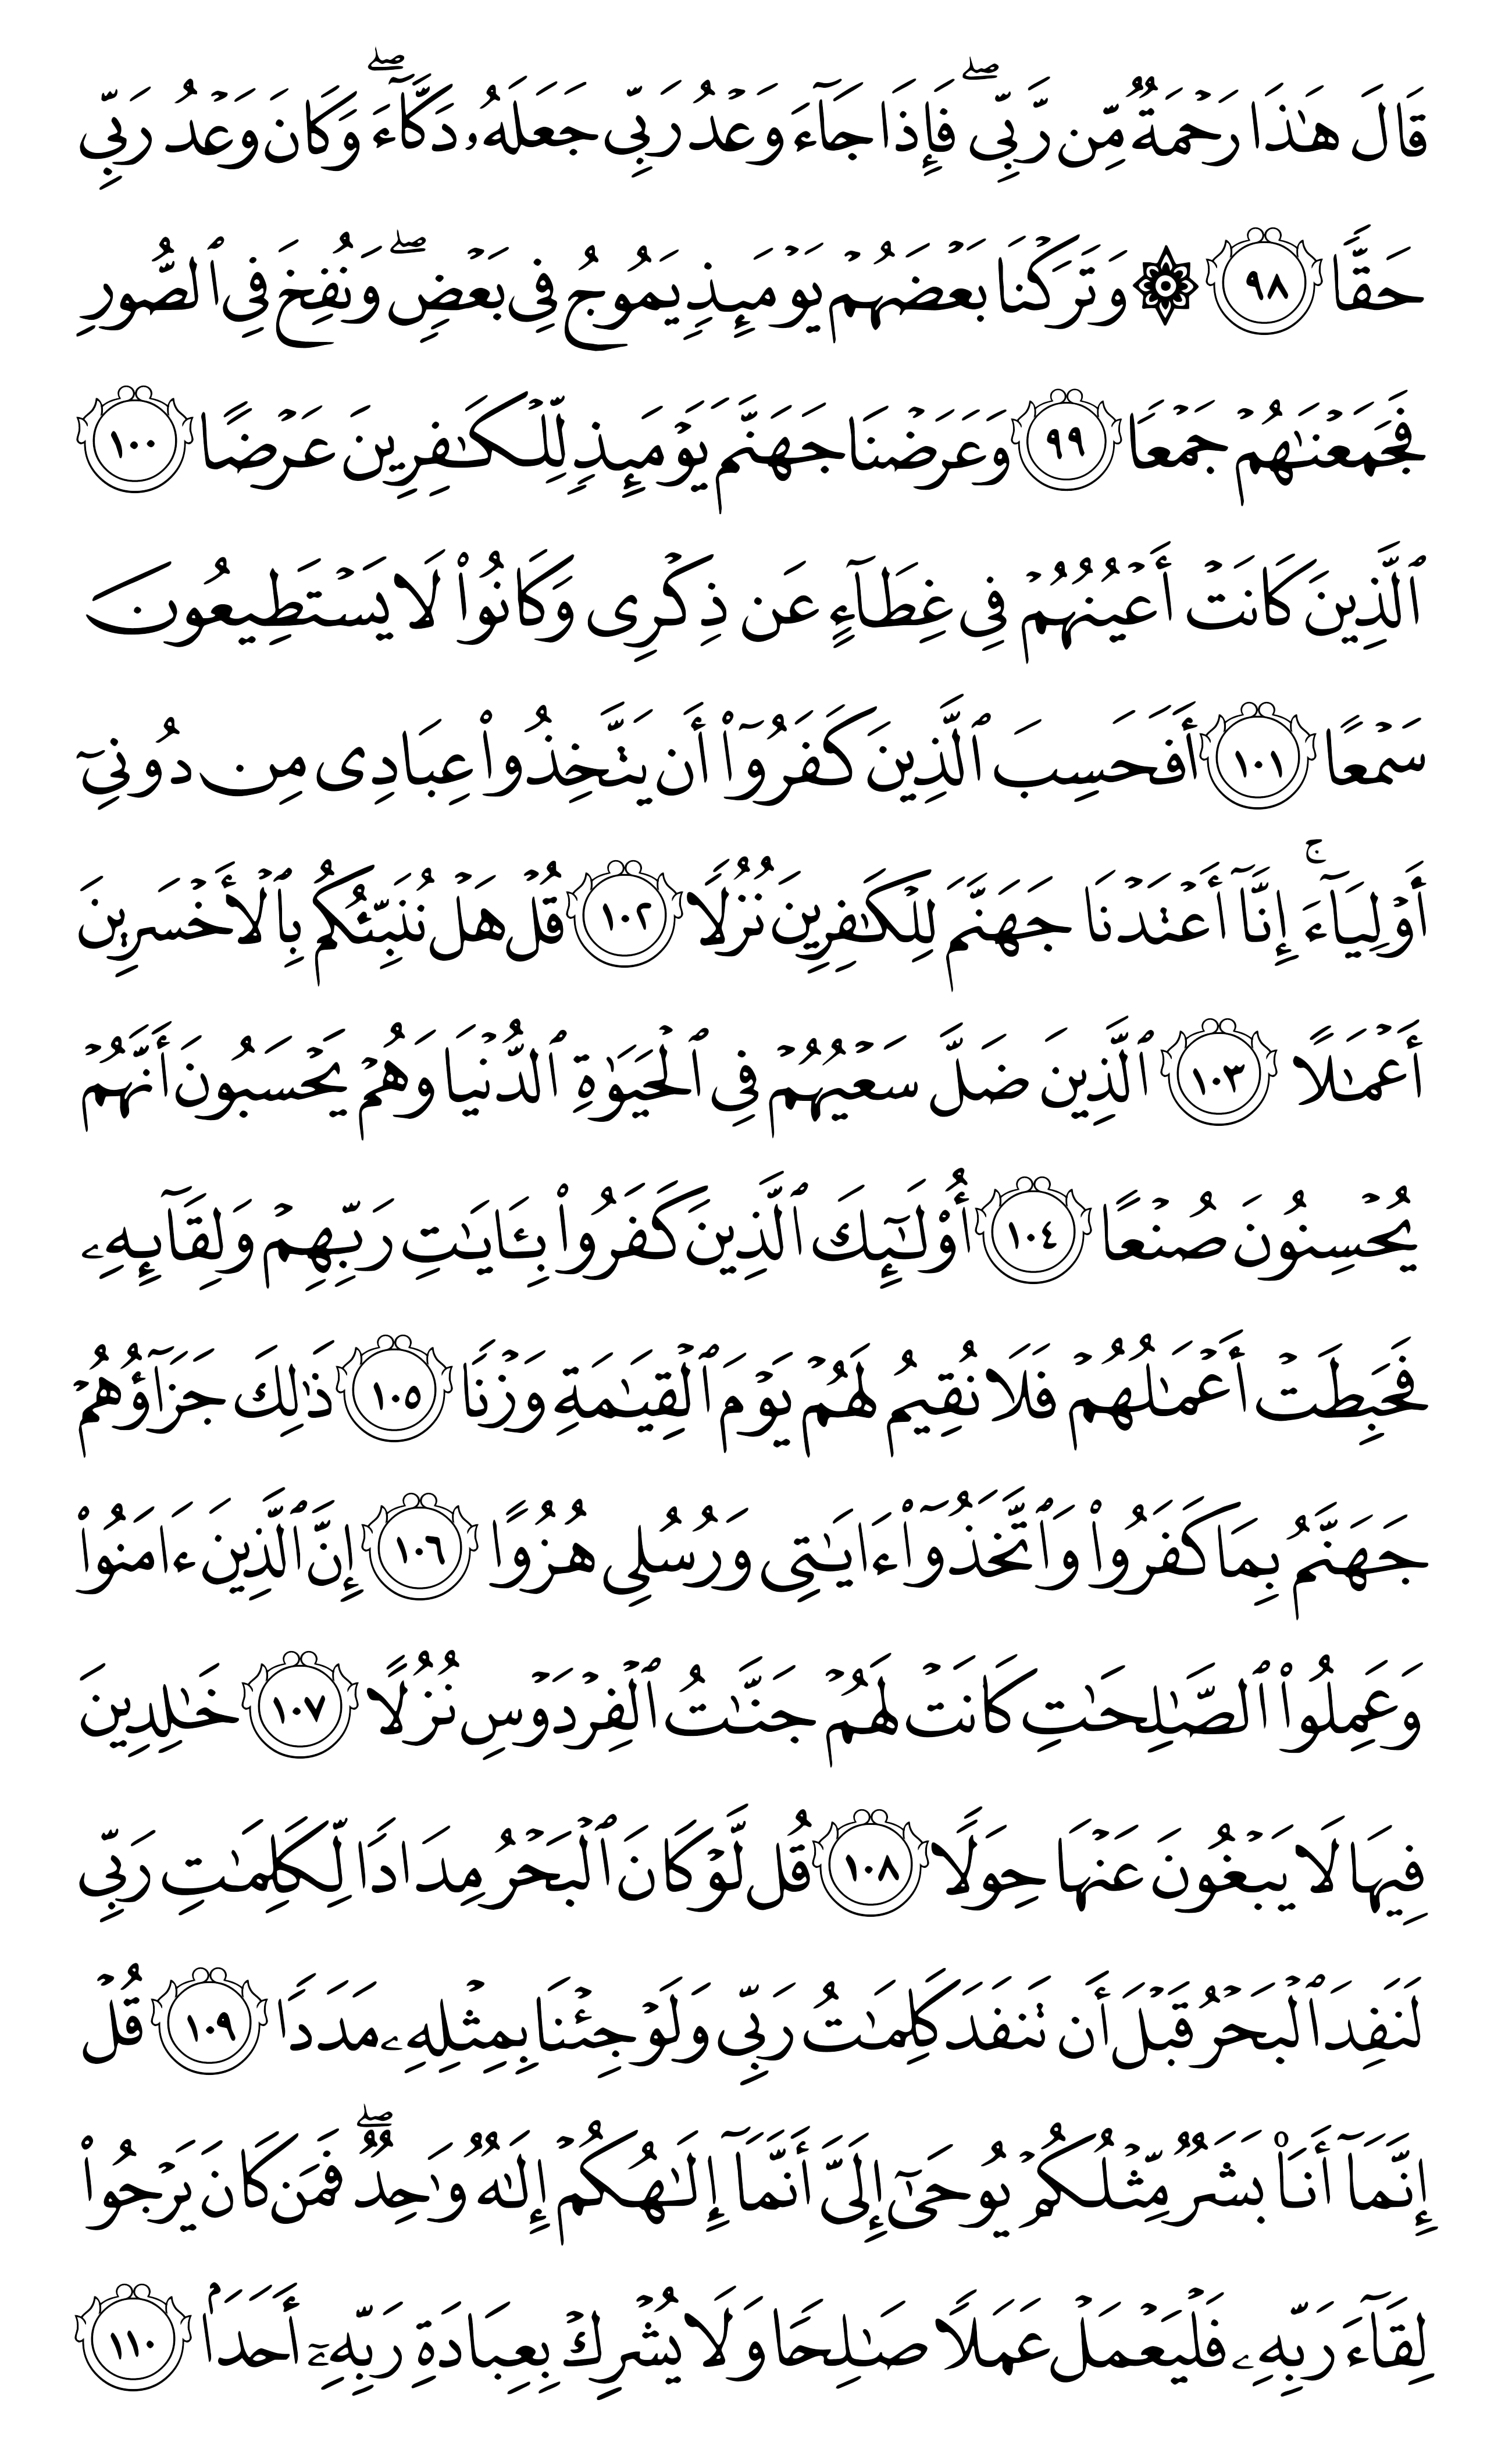 قَالَ هَٰذَا رَحۡمَةٌ مِّن رَّبِّيۖ فَإِذَا جَآءَ وَعۡدُ رَبِّي جَعَلَهُۥ دَكَّآءَۖ وَكَانَ وَعۡدُ رَبِّي
حَقًّا ٩٨ ۞ وَتَرَكۡنَا بَعۡضَهُمۡ يَوۡمَئِذٖ يَمُوجُ فِي بَعۡضٖۖ وَنُفِخَ فِي ٱلصُّورِ
فَجَمَعۡنَٰهُمۡ جَمۡعٗا ٩٩ وَعَرَضۡنَا جَهَنَّمَ يَوۡمَئِذٖ لِّلۡكَٰفِرِينَ عَرۡضًا ١٠٠
ٱلَّذِينَ كَانَتۡ أَعۡيُنُهُمۡ فِي غِطَآءٍ عَن ذِكۡرِي وَكَانُواْ لَا يَسۡتَطِيعُونَ
سَمۡعًا ١٠١ أَفَحَسِبَ ٱلَّذِينَ كَفَرُوٓاْ أَن يَتَّخِذُواْ عِبَادِي مِن دُونِيٓ
أَوۡلِيَآءَۚ إِنَّآ أَعۡتَدۡنَا جَهَنَّمَ لِلۡكَٰفِرِينَ نُزُلٗا ١٠٢ قُلۡ هَلۡ نُنَبِّئُكُم بِٱلۡأَخۡسَرِينَ
أَعۡمَٰلًا ١٠٣ ٱلَّذِينَ ضَلَّ سَعۡيُهُمۡ فِي ٱلۡحَيَوٰةِ ٱلدُّنۡيَا وَهُمۡ يَحۡسَبُونَ أَنَّهُمۡ
يُحۡسِنُونَ صُنۡعًا ١٠٤ أُوْلَٰٓئِكَ ٱلَّذِينَ كَفَرُواْ بِـَٔايَٰتِ رَبِّهِمۡ وَلِقَآئِهِۦ
فَحَبِطَتۡ أَعۡمَٰلُهُمۡ فَلَا نُقِيمُ لَهُمۡ يَوۡمَ ٱلۡقِيَٰمَةِ وَزۡنٗا ١٠٥ ذَٰلِكَ جَزَآؤُهُمۡ
جَهَنَّمُ بِمَا كَفَرُواْ وَٱتَّخَذُوٓاْ ءَايَٰتِي وَرُسُلِي هُزُوًا ١٠٦ إِنَّ ٱلَّذِينَ ءَامَنُواْ
وَعَمِلُواْ ٱلصَّٰلِحَٰتِ كَانَتۡ لَهُمۡ جَنَّٰتُ ٱلۡفِرۡدَوۡسِ نُزُلًا ١٠٧ خَٰلِدِينَ
فِيهَا لَا يَبۡغُونَ عَنۡهَا حِوَلٗا ١٠٨ قُل لَّوۡ كَانَ ٱلۡبَحۡرُ مِدَادٗا لِّكَلِمَٰتِ رَبِّي
لَنَفِدَ ٱلۡبَحۡرُ قَبۡلَ أَن تَنفَدَ كَلِمَٰتُ رَبِّي وَلَوۡ جِئۡنَا بِمِثۡلِهِۦ مَدَدٗا ١٠٩ قُلۡ
إِنَّمَآ أَنَا۠ بَشَرٞ مِّثۡلُكُمۡ يُوحَىٰٓ إِلَيَّ أَنَّمَآ إِلَٰهُكُمۡ إِلَٰهٞ وَٰحِدٞۖ فَمَن كَانَ يَرۡجُواْ
لِقَآءَ رَبِّهِۦ فَلۡيَعۡمَلۡ عَمَلٗا صَٰلِحٗا وَلَا يُشۡرِكۡ بِعِبَادَةِ رَبِّهِۦٓ أَحَدَۢا ١١٠